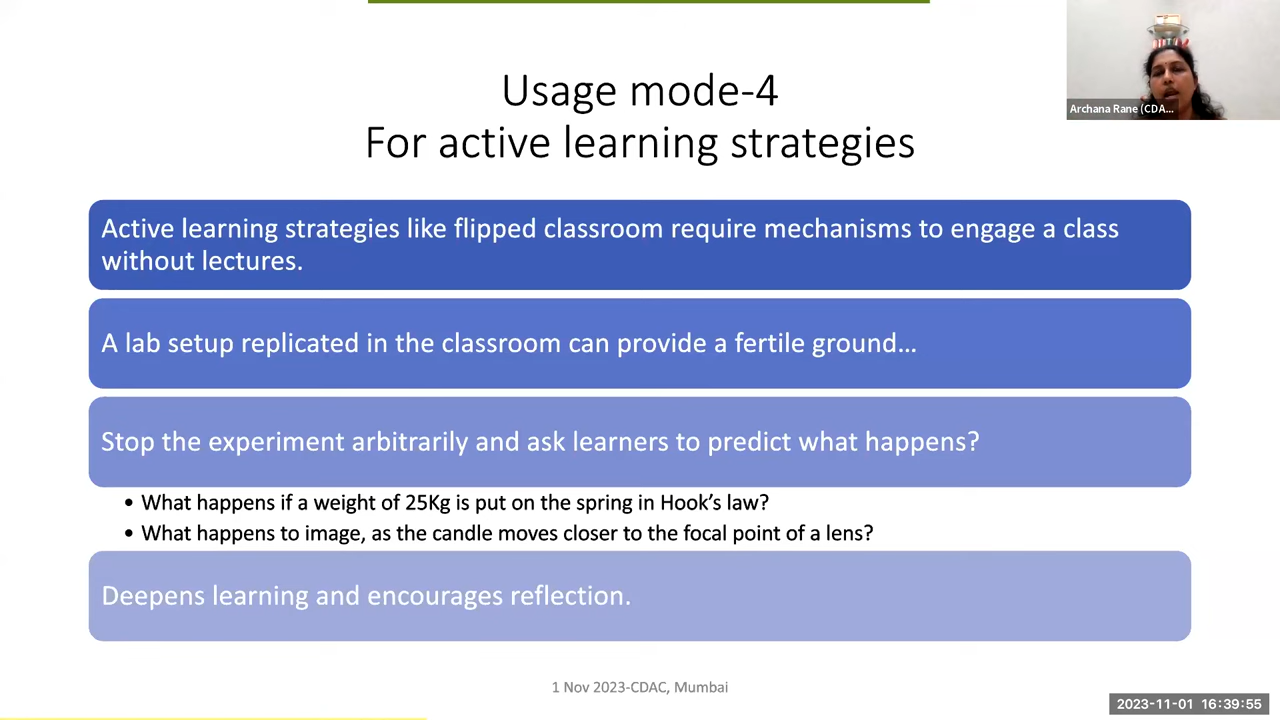 Usage mode-4
For active learning strategies
Archana Rane (CDA...
Active learning strategies like flipped classroom require mechanisms to engage a class
without lectures.
A lab setup replicated in the classroom can provide a fertile ground…
Stop the experiment arbitrarily and ask learners to predict what happens?
• What happens if a weight of 25Kg is put on the spring in Hook's law?
• What happens to image, as the candle moves closer to the focal point of a lens?
Deepens learning and encourages reflection.
1 Nov 2023-CDAC, Mumbai
2023-11-01 16:39:55